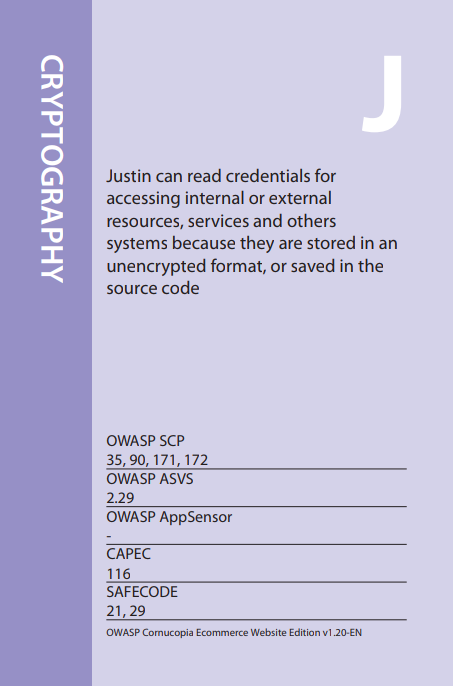 CRYPTOGRAPHY
J
Justin can read credentials for
accessing internal or external
resources, services and others
systems because they are stored in an
unencrypted format, or saved in the
source code
OWASP SCP
35, 90, 171, 172
OWASP ASVS
2.29
OWASP AppSensor
-
CAPEC
116
SAFECODE
21, 29
OWASP Cornucopia Ecommerce Website Edition v1.20-EN